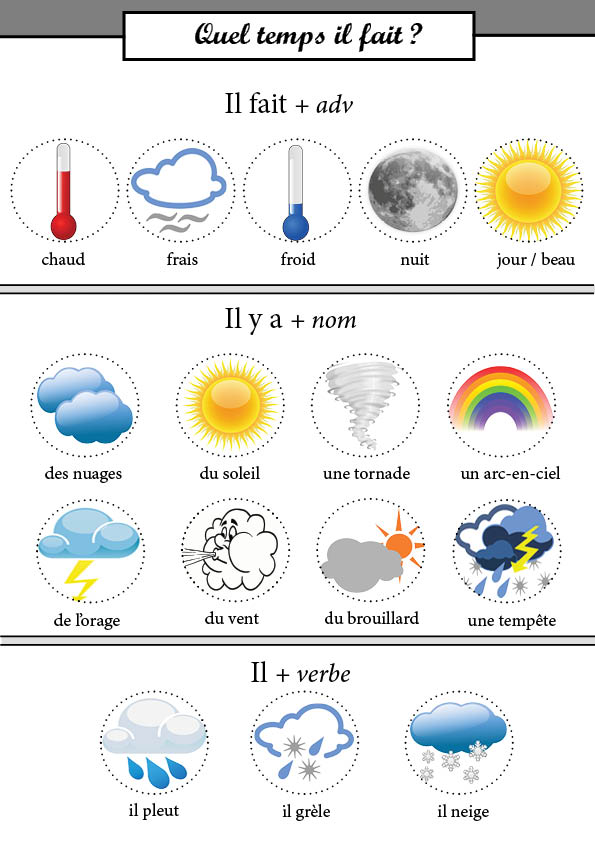 Quel temps il fait ?
Il fait + adv
chaud frais froid nuit jour / beau
Il y a + nom
des nuages du soleil une tornade un arc-en-ciel
de l'orage du vent du brouillard une tempête
Il + verbe
il pleut il grèle il neige